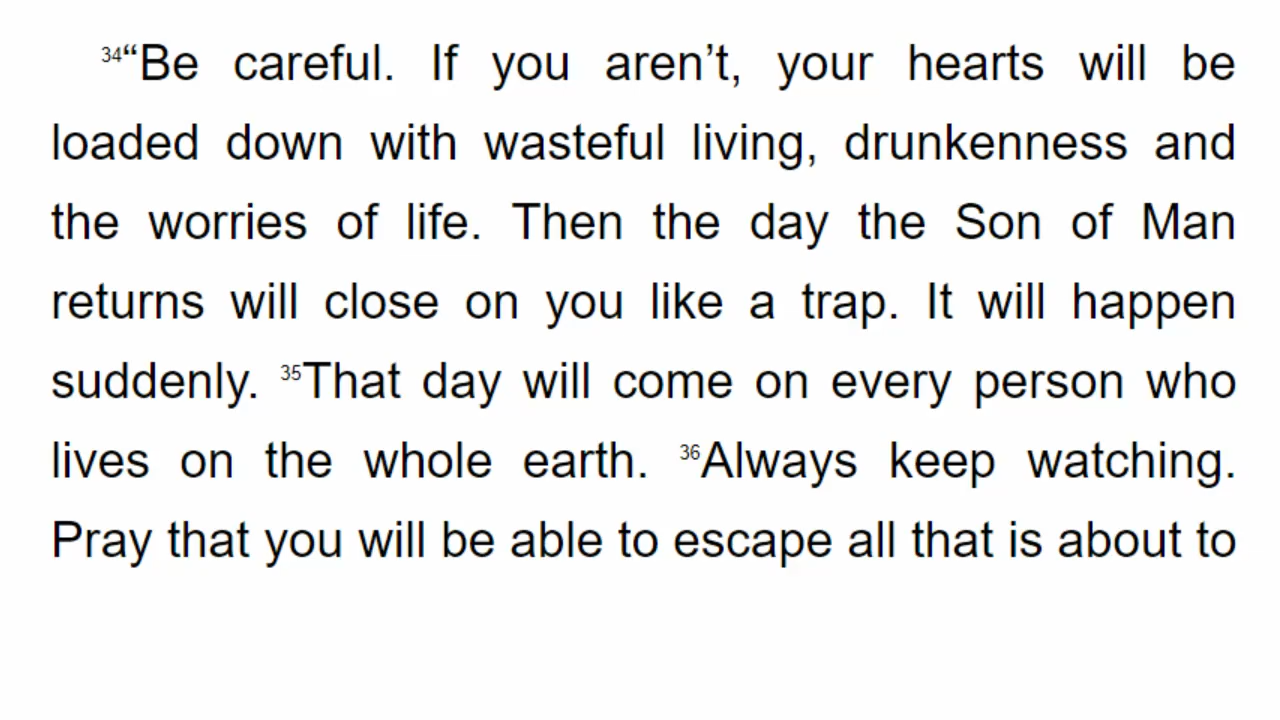 34“Be careful. If you aren’t, your hearts will be
loaded down with wasteful living, drunkenness and
the worries of life. Then the day the Son of Man
returns will close on you like a trap. It will happen
suddenly. 35That day will come on every person who
lives on the whole earth. 36Always keep watching.
Pray that you will be able to escape all that is about to